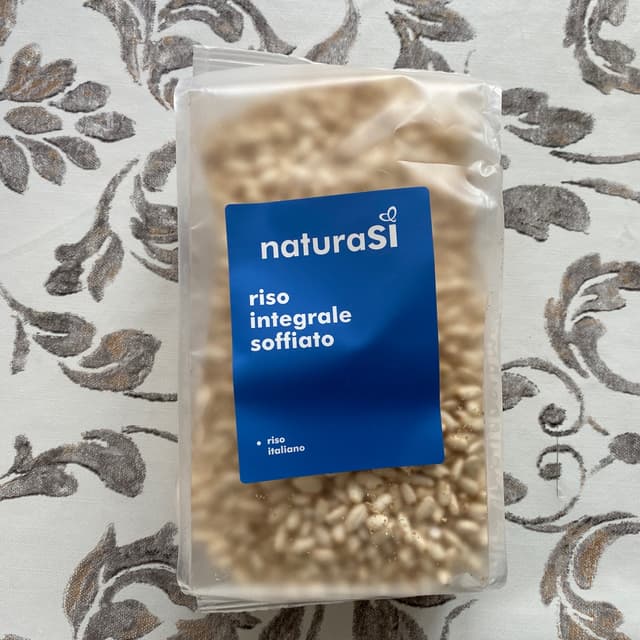 naturasì
riso
integrale
soffiato
• riso
italiano